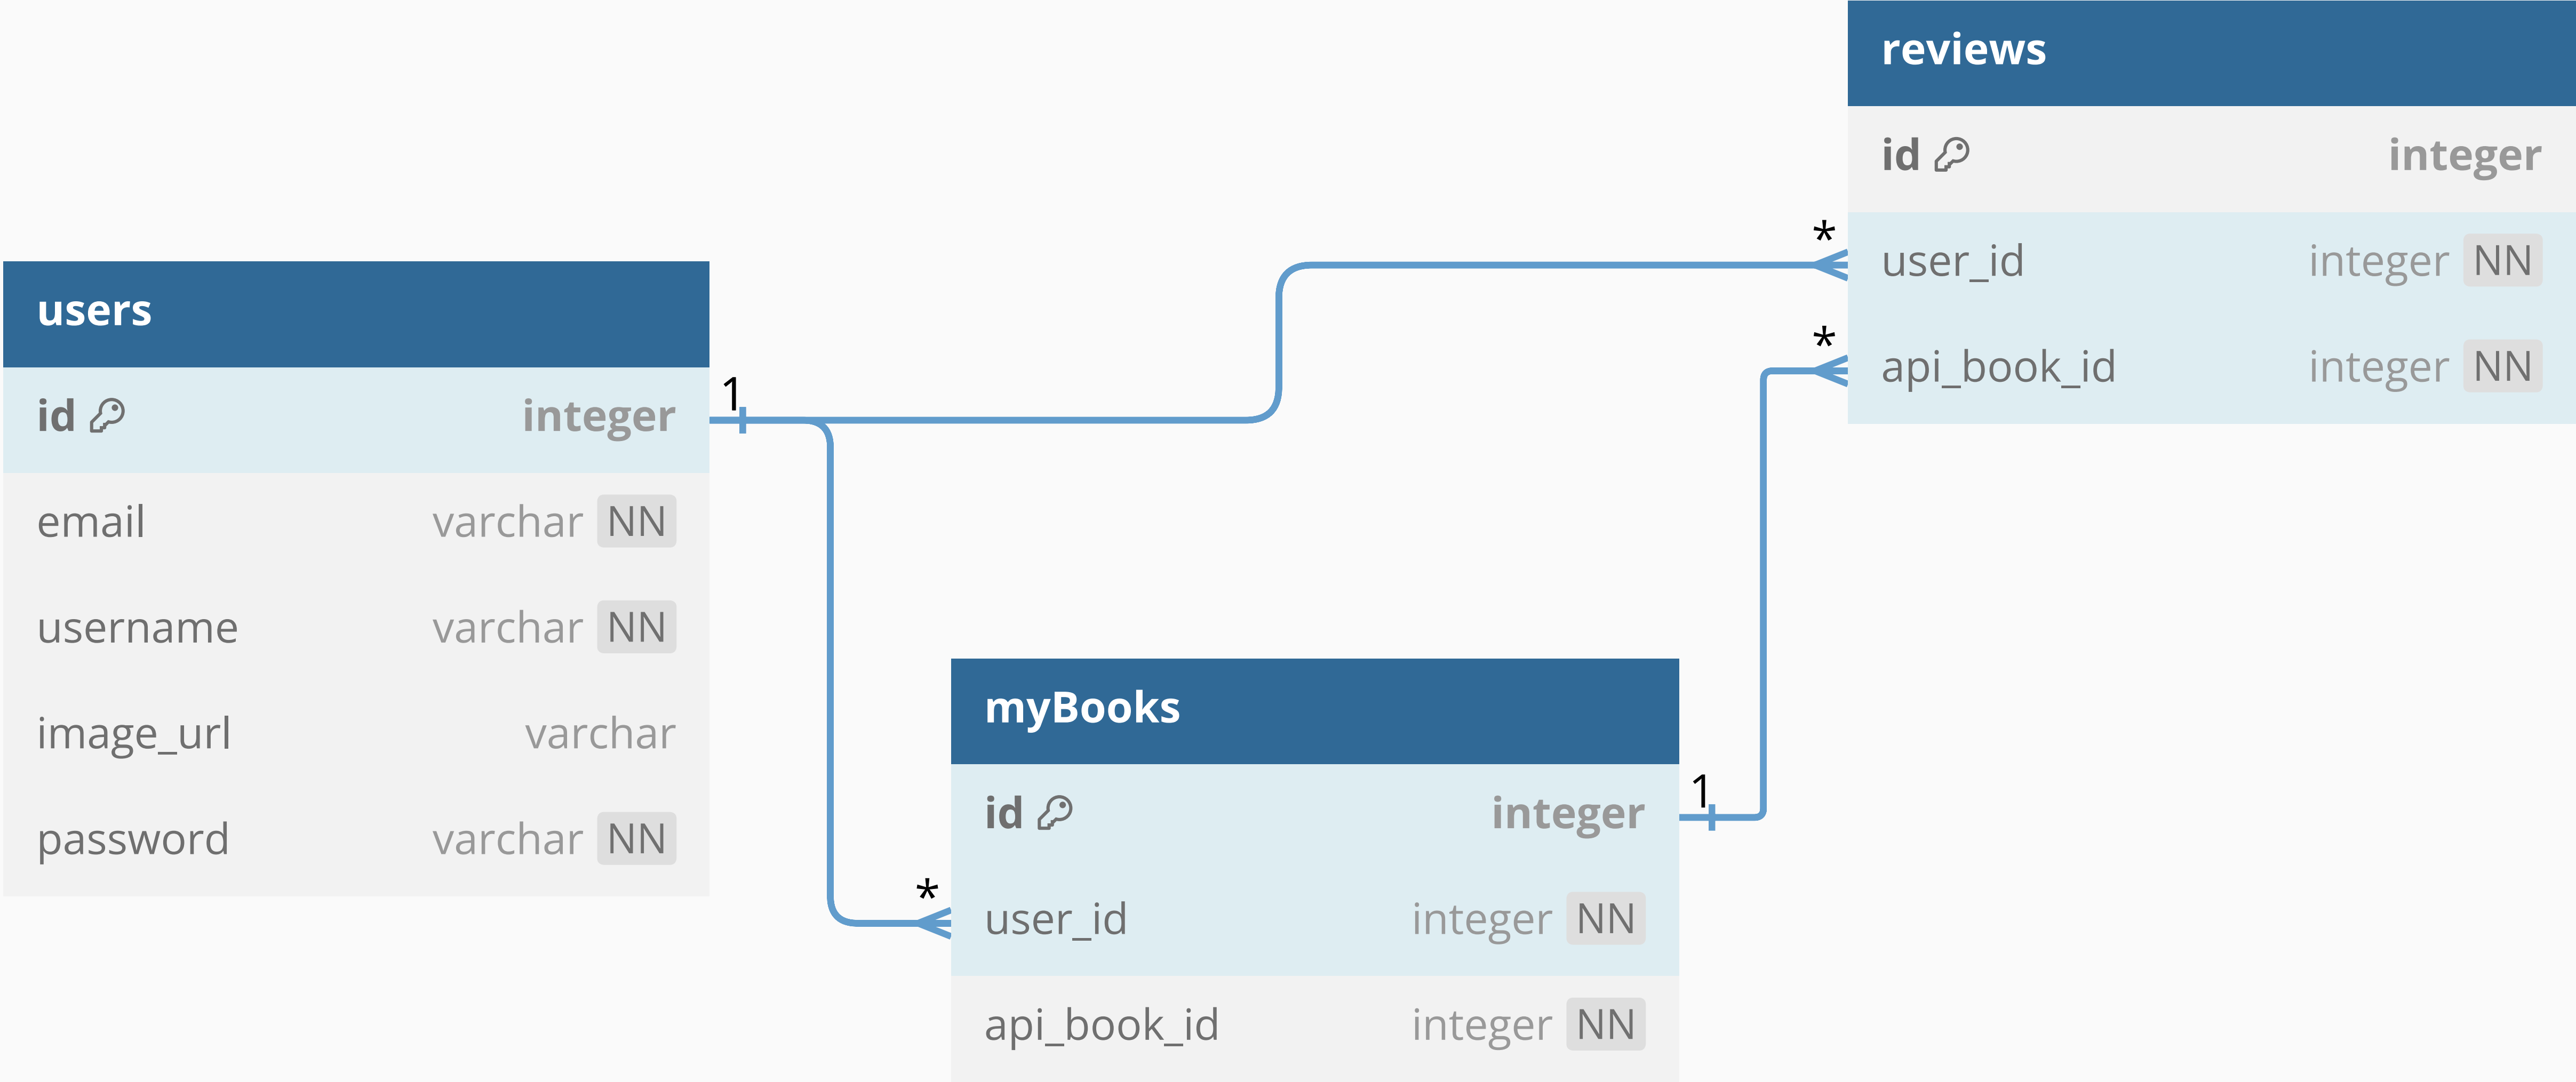 users
id integer
email varchar NN
username varchar NN
image_url varchar
password varchar NN
1
*
myBooks
id integer
user_id integer NN
api_book_id integer NN
1
*
*
reviews
id integer
user_id integer NN
api_book_id integer NN